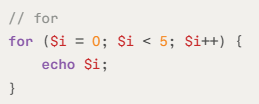 // for
for ($i = 0; $i < 5; $i++) {
    echo $i;
}